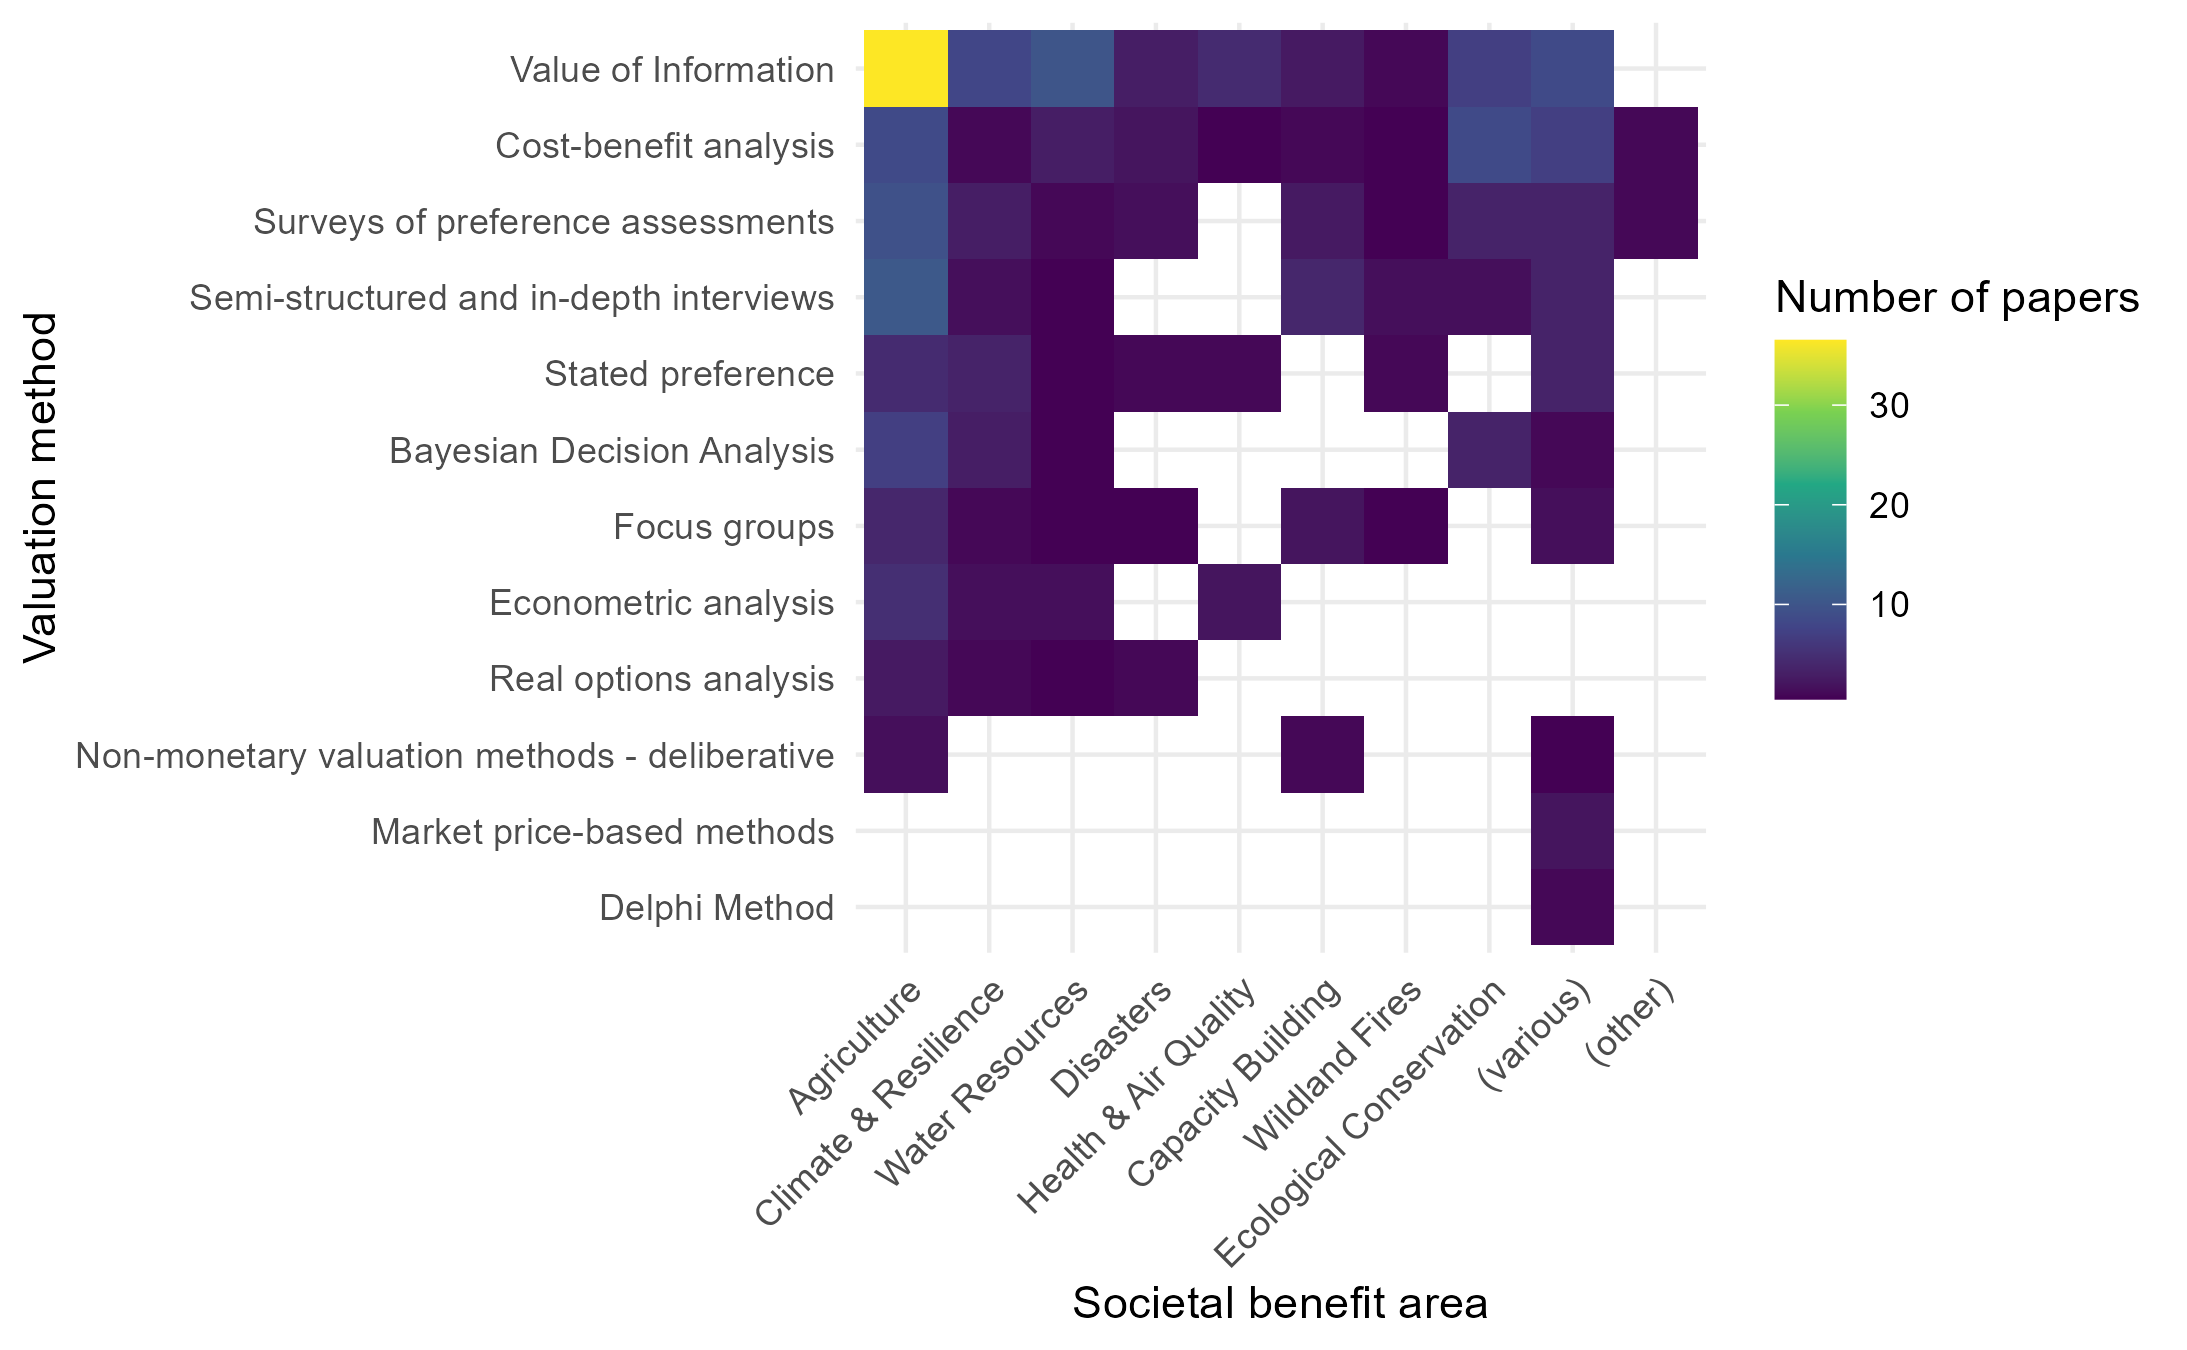 Value of Information
Cost-benefit analysis
Surveys of preference assessments
Semi-structured and in-depth interviews
Stated preference
Bayesian Decision Analysis
Focus groups
Econometric analysis
Real options analysis
Non-monetary valuation methods - deliberative
Market price-based methods
Delphi Method
Valuation method
Agriculture
Climate & Resilience
Water Resources
Disasters
Health & Air Quality
Capacity Building
Wildland Fires
Ecological Conservation
(various)
(other)
Societal benefit area
Number of papers
30
20
10